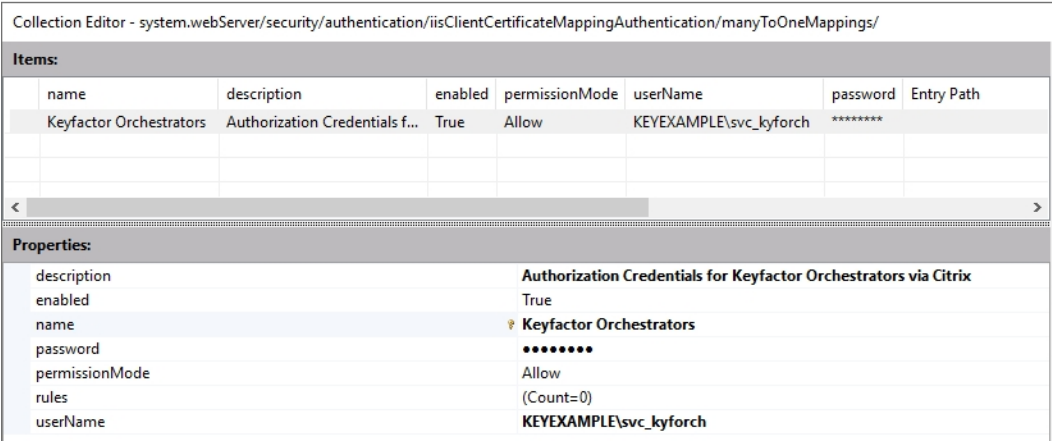 Collection Editor - system.webServer/security/authentication/iisClientCertificateMappingAuthentication/manyToOneMappings/
Items:
name description enabled permissionMode userName password Entry Path
Keyfactor Orchestrators Authorization Credentials f... True Allow KEYEXAMPLE\svc_kyforch ********
Properties:
description Authorization Credentials for Keyfactor Orchestrators via Citrix
enabled True
name Keyfactor Orchestrators
password ●●●●●●●●
permissionMode Allow
rules (Count=0)
userName KEYEXAMPLE\svc_kyforch